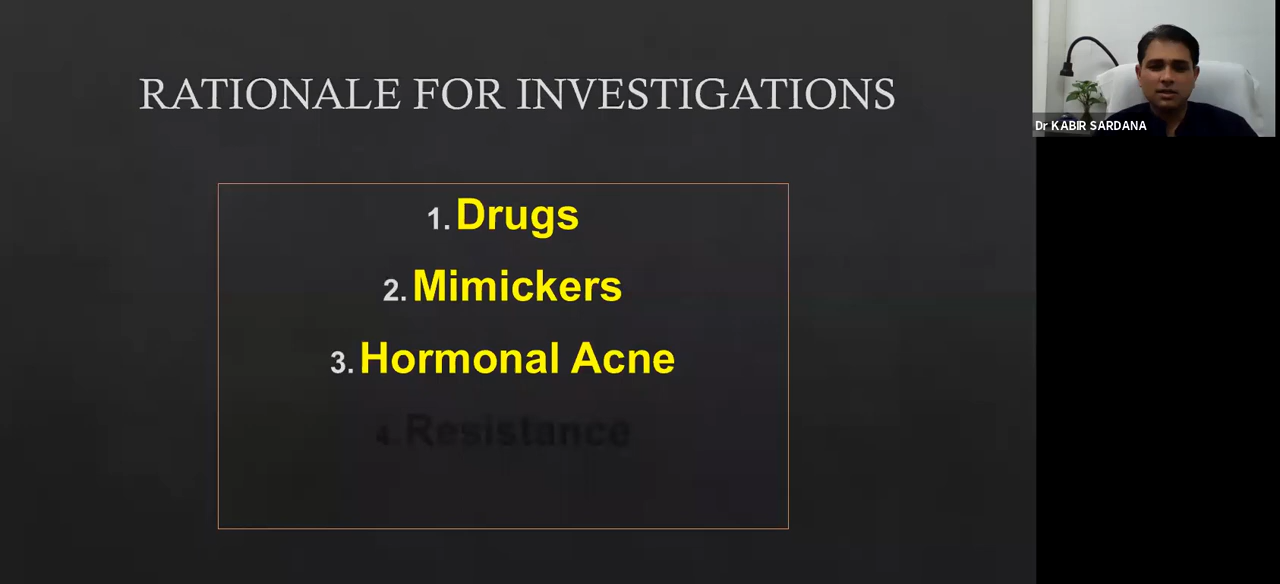 RATIONALE FOR INVESTIGATIONS
Dr KABIR SARDANA
1. Drugs
2. Mimickers
3. Hormonal Acne
4. Resistance